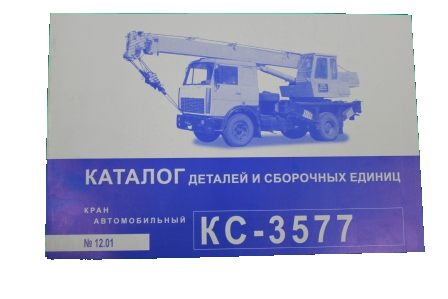 КАТАЛОГ ДЕТАЛЕЙ И СБОРОЧНЫХ ЕДИНИЦ
КРАН
АВТОМОБИЛЬНЫЙ
КС-3577
№ 12.01